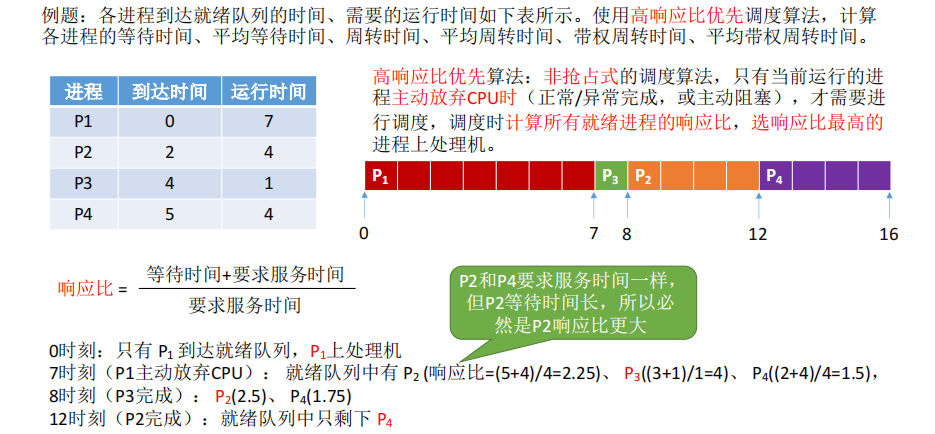 例题：各进程到达就绪队列的时间、需要的运行时间如下表所示。使用高响应比优先调度算法，计算
各进程的等待时间、平均等待时间、周转时间、平均周转时间、带权周转时间、平均带权周转时间。
进程 到达时间 运行时间
P1 0 7
P2 2 4
P3 4 1
P4 5 4
高响应比优先算法：非抢占式的调度算法，只有当前运行的进
程主动放弃CPU时（正常/异常完成，或主动阻塞），才需要进
行调度，调度时计算所有就绪进程的响应比，选响应比最高的
进程上处理机。
P₁ P₃ P₂ P₄
0 7 8 12 16
响应比 = 等待时间+要求服务时间
要求服务时间
P2和P4要求服务时间一样，
但P2等待时间长，所以必
然是P2响应比更大
0时刻：只有 P₁ 到达就绪队列，P₁上处理机
7时刻（P1主动放弃CPU）： 就绪队列中有 P₂ (响应比=(5+4)/4=2.25)、 P₃((3+1)/1=4)、 P₄((2+4)/4=1.5)，
8时刻（P3完成）： P₂(2.5)、 P₄(1.75)
12时刻（P2完成）：就绪队列中只剩下 P₄